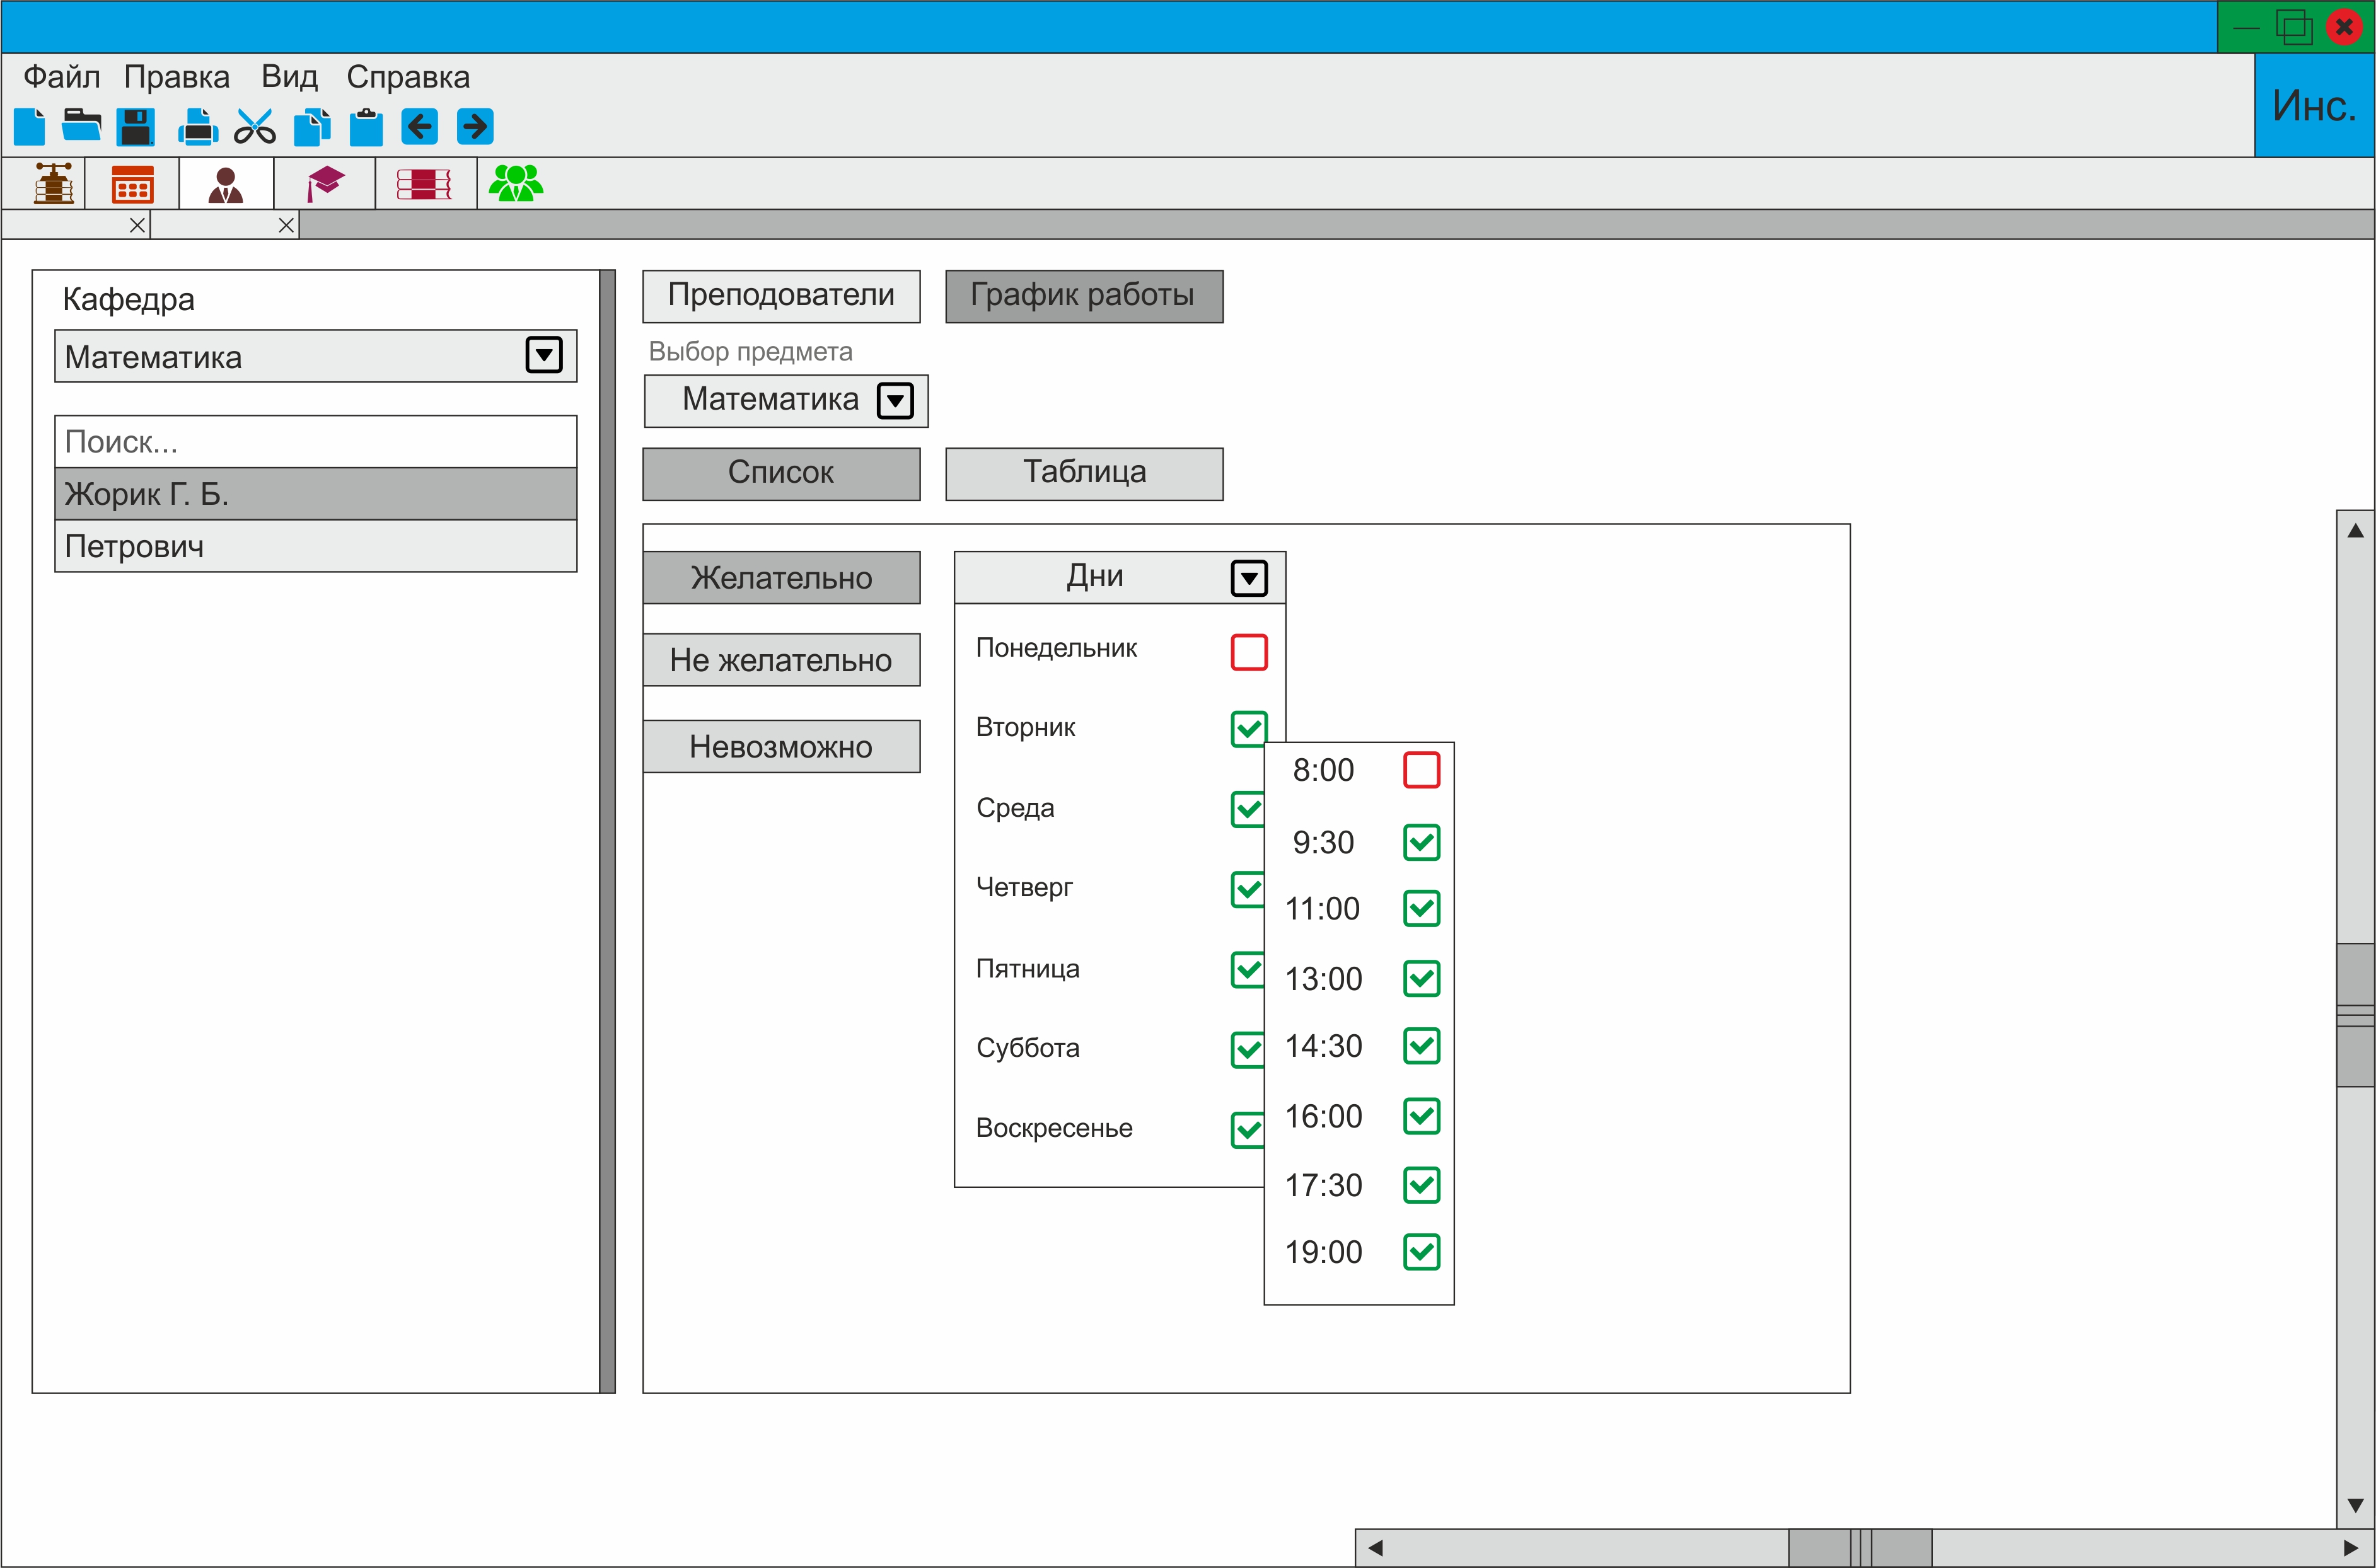 Файл Правка Вид Справка
Инс.
Кафедра
Математика
Поиск...
Жорик Г. Б.
Петрович
Преподователи
График работы
Выбор предмета
Математика
Список
Таблица
Желательно
Не желательно
Невозможно
Дни
Понедельник
Вторник
Среда
Четверг
Пятница
Суббота
Воскресенье
8:00
9:30
11:00
13:00
14:30
16:00
17:30
19:00